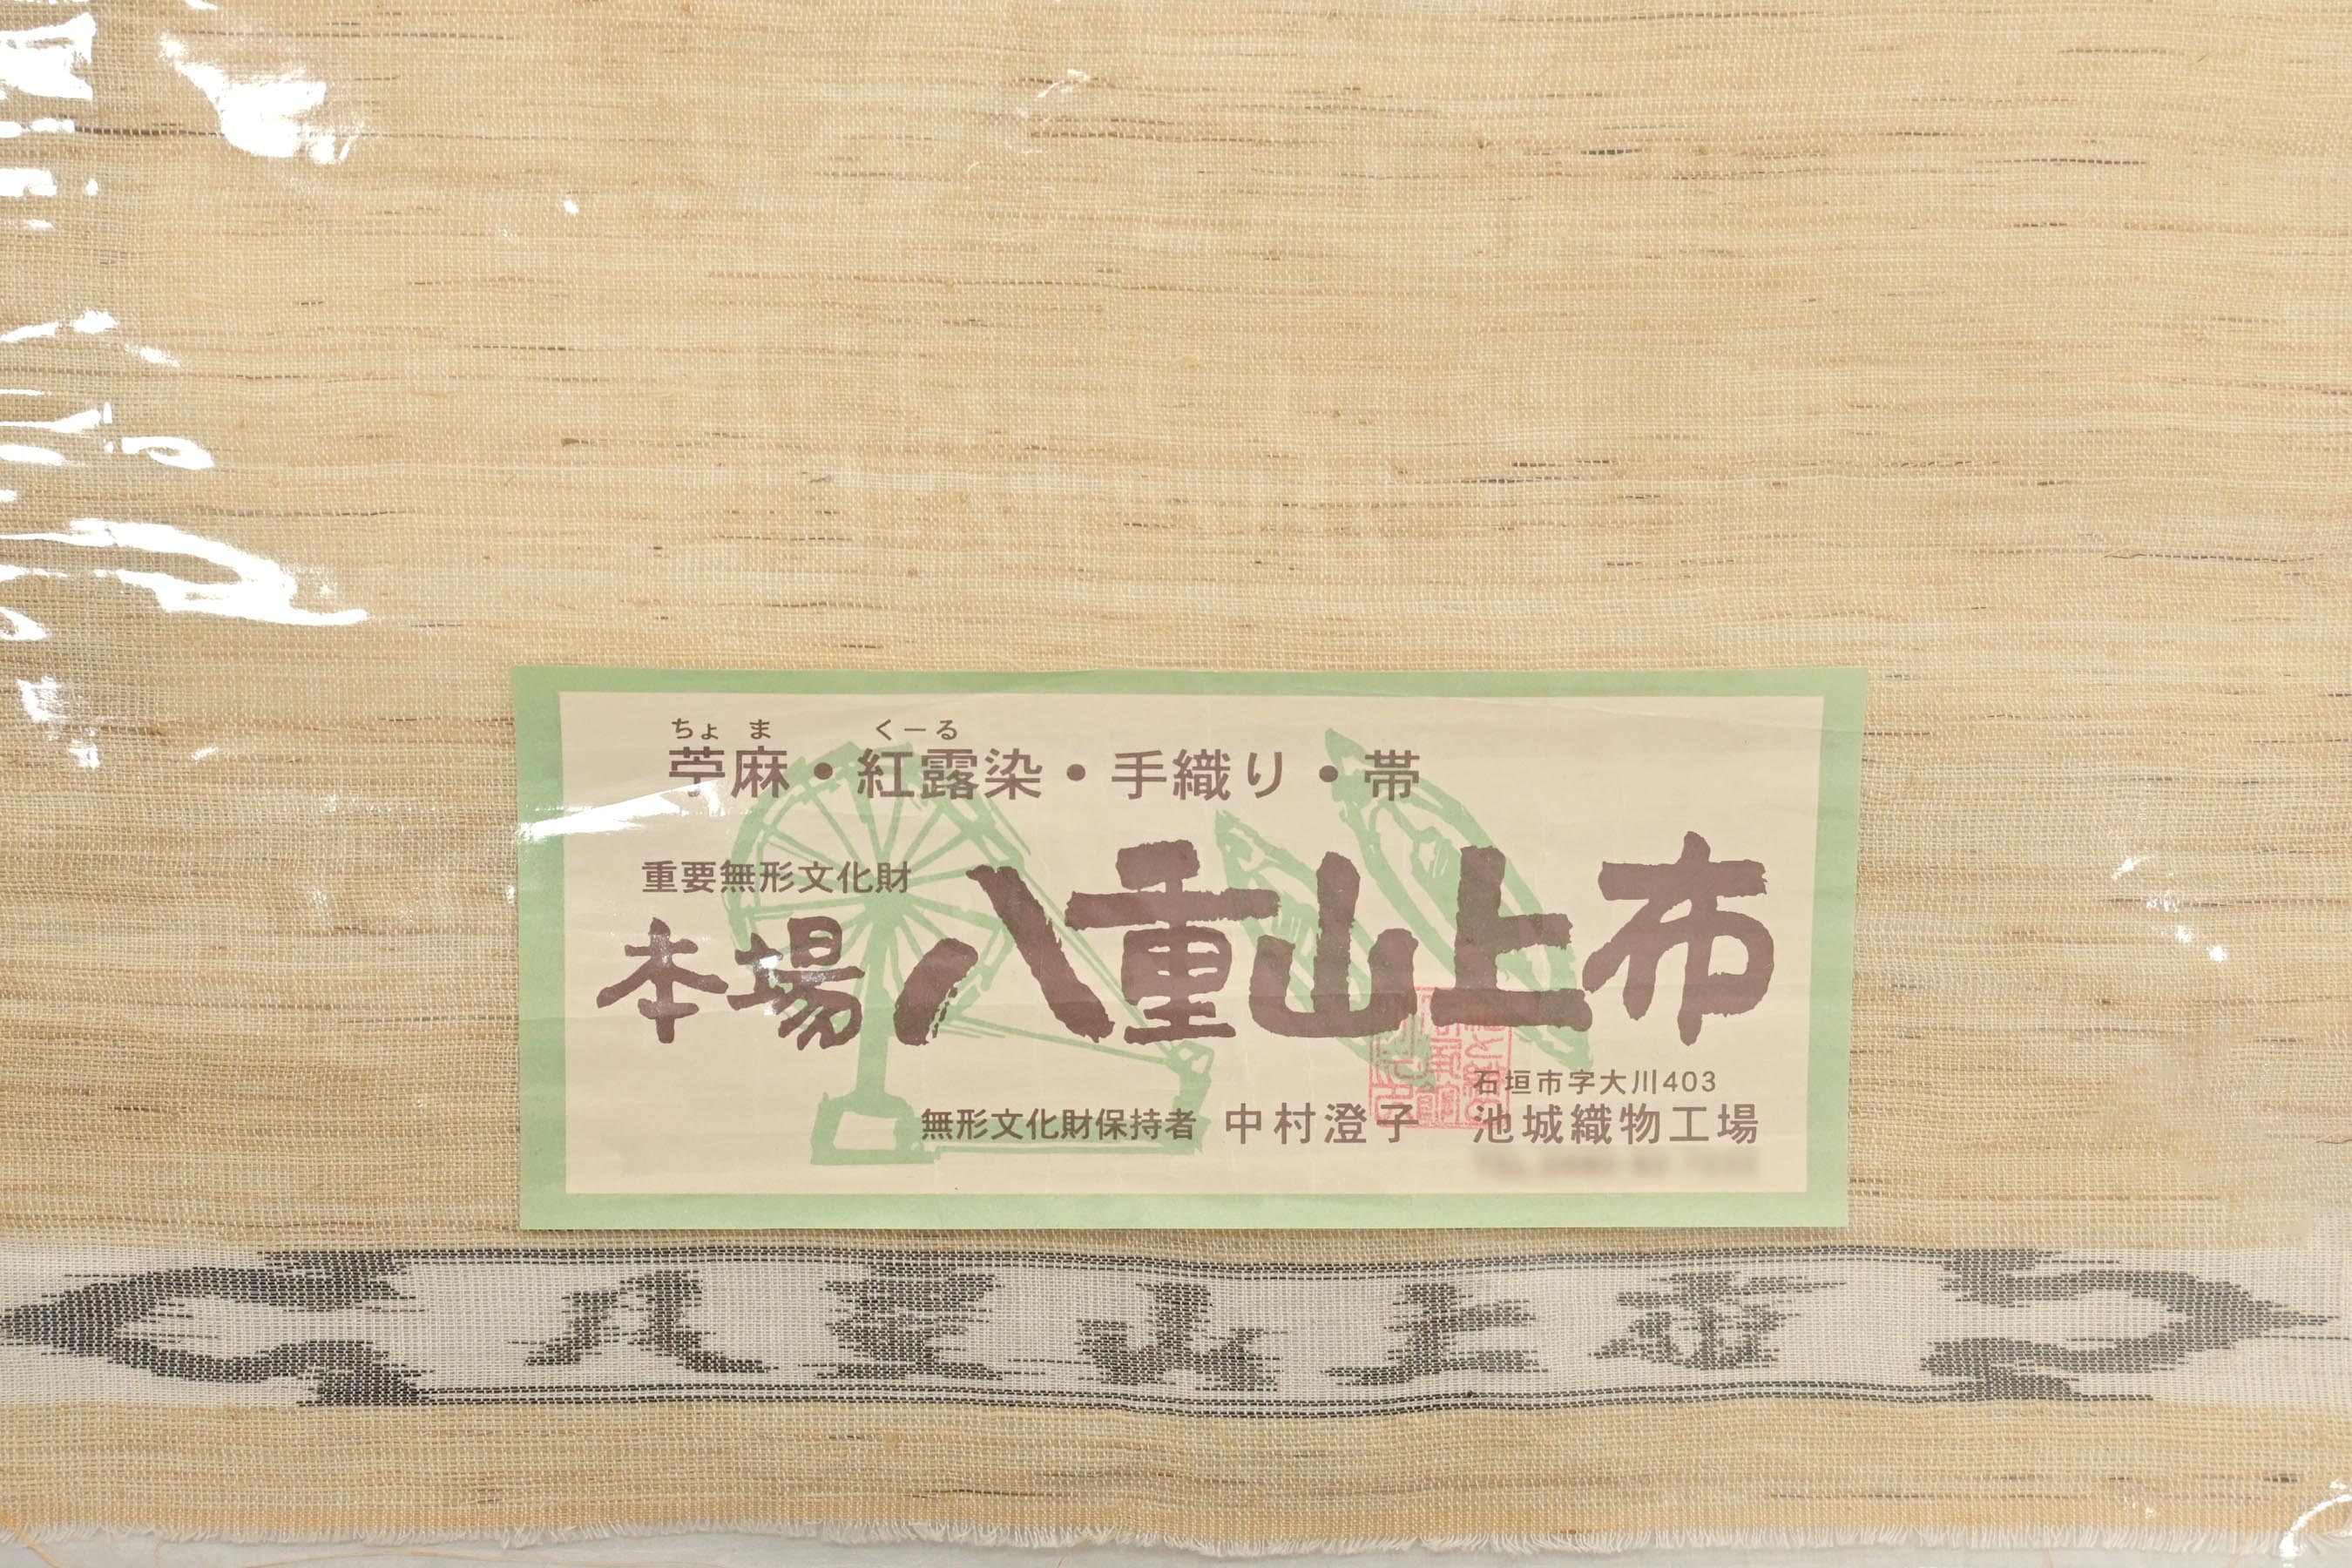 ちょ ま くーる
苧麻・紅露染・手織り・帯
重要無形文化財
本場 八重山上布
石垣市字大川403
無形文化財保持者 中村澄子 池城織物工場
八重山上布